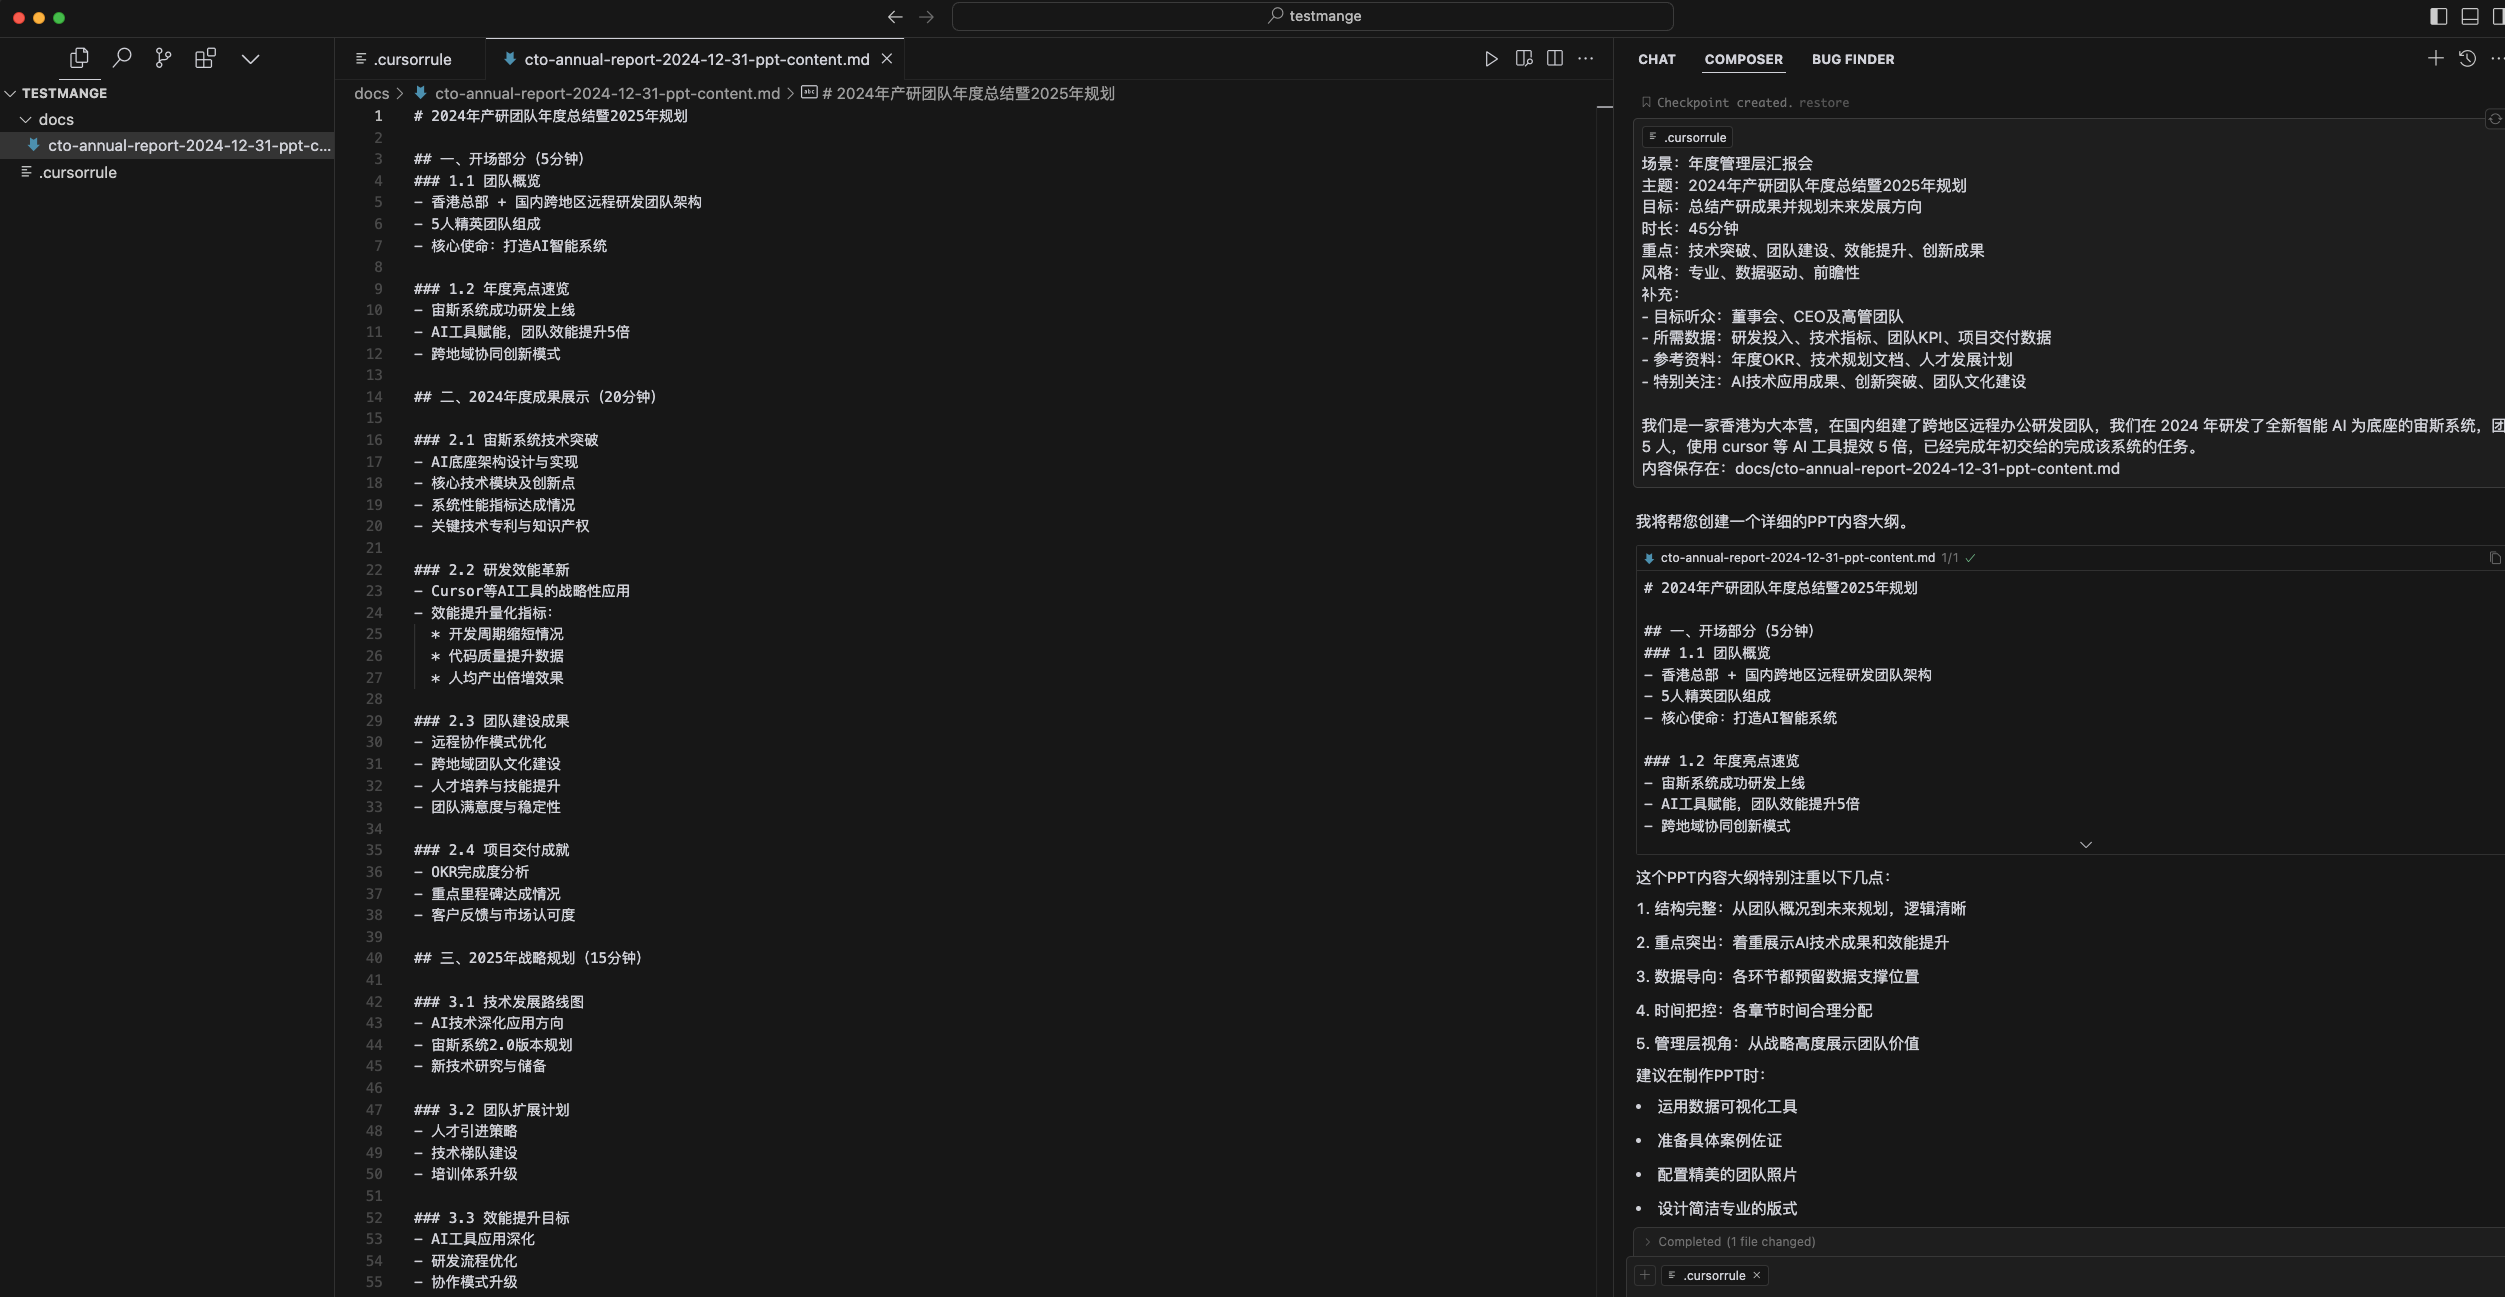 testmange
TESTMANGE
docs
cto-annual-report-2024-12-31-ppt-c...
.cursorrule
.cursorrule
cto-annual-report-2024-12-31-ppt-content.md
docs > cto-annual-report-2024-12-31-ppt-content.md > # 2024年产研团队年度总结暨2025年规划
1 # 2024年产研团队年度总结暨2025年规划
2
3 ## 一、开场部分（5分钟）
4 ### 1.1 团队概览
5 - 香港总部 + 国内跨地区远程研发团队架构
6 - 5人精英团队组成
7 - 核心使命：打造AI智能系统
8
9 ### 1.2 年度亮点速览
10 - 宙斯系统成功研发上线
11 - AI工具赋能，团队效能提升5倍
12 - 跨地域协同创新模式
13
14 ## 二、2024年度成果展示（20分钟）
15
16 ### 2.1 宙斯系统技术突破
17 - AI底座架构设计与实现
18 - 核心技术模块及创新点
19 - 系统性能指标达成情况
20 - 关键技术专利与知识产权
21
22 ### 2.2 研发效能革新
23 - Cursor等AI工具的战略性应用
24 - 效能提升量化指标：
25 * 开发周期缩短情况
26 * 代码质量提升数据
27 * 人均产出倍增效果
28
29 ### 2.3 团队建设成果
30 - 远程协作模式优化
31 - 跨地域团队文化建设
32 - 人才培养与技能提升
33 - 团队满意度与稳定性
34
35 ### 2.4 项目交付成就
36 - OKR完成度分析
37 - 重点里程碑达成情况
38 - 客户反馈与市场认可度
39
40 ## 三、2025年战略规划（15分钟）
41
42 ### 3.1 技术发展路线图
43 - AI技术深化应用方向
44 - 宙斯系统2.0版本规划
45 - 新技术研究与储备
46
47 ### 3.2 团队扩展计划
48 - 人才引进策略
49 - 技术梯队建设
50 - 培训体系升级
51
52 ### 3.3 效能提升目标
53 - AI工具应用深化
54 - 研发流程优化
55 - 协作模式升级
CHAT COMPOSER BUG FINDER
Checkpoint created. restore
.cursorrule
场景：年度管理层汇报会
主题：2024年产研团队年度总结暨2025年规划
目标：总结产研成果并规划未来发展方向
时长：45分钟
重点：技术突破、团队建设、效能提升、创新成果
风格：专业、数据驱动、前瞻性
补充：
- 目标听众：董事会、CEO及高管团队
- 所需数据：研发投入、技术指标、团队KPI、项目交付数据
- 参考资料：年度OKR、技术规划文档、人才发展计划
- 特别关注：AI技术应用成果、创新突破、团队文化建设
我们是一家香港为大本营，在国内组建了跨地区远程办公研发团队，我们在 2024 年研发了全新智能 AI 为底座的宙斯系统，团
5 人，使用 cursor 等 AI 工具提效 5 倍，已经完成年初交给的完成该系统的任务。
内容保存在：docs/cto-annual-report-2024-12-31-ppt-content.md
我将帮您创建一个详细的PPT内容大纲。
cto-annual-report-2024-12-31-ppt-content.md 1/1
# 2024年产研团队年度总结暨2025年规划
## 一、开场部分（5分钟）
### 1.1 团队概览
- 香港总部 + 国内跨地区远程研发团队架构
- 5人精英团队组成
- 核心使命：打造AI智能系统
### 1.2 年度亮点速览
- 宙斯系统成功研发上线
- AI工具赋能，团队效能提升5倍
- 跨地域协同创新模式
这个PPT内容大纲特别注重以下几点：
1. 结构完整：从团队概况到未来规划，逻辑清晰
2. 重点突出：着重展示AI技术成果和效能提升
3. 数据导向：各环节都预留数据支撑位置
4. 时间把控：各章节时间合理分配
5. 管理层视角：从战略高度展示团队价值
建议在制作PPT时：
• 运用数据可视化工具
• 准备具体案例佐证
• 配置精美的团队照片
• 设计简洁专业的版式
Completed (1 file changed)
.cursorrule